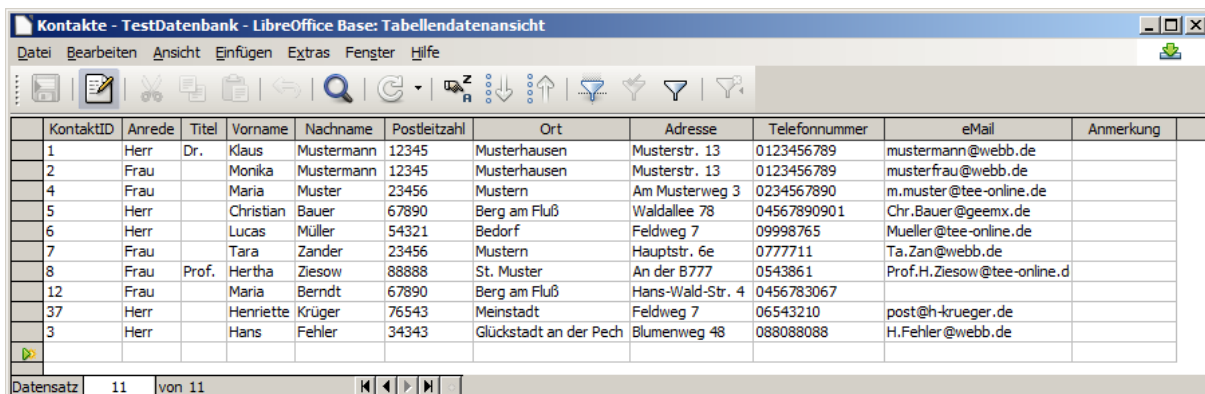 Kontakte - TestDatenbank - LibreOffice Base: Tabellendatenansicht
Datei Bearbeiten Ansicht Einfügen Extras Fenster Hilfe
KontaktID Anrede Titel Vorname Nachname Postleitzahl Ort Adresse Telefonnummer eMail Anmerkung
1 Herr Dr. Klaus Mustermann 12345 Musterhausen Musterstr. 13 0123456789 mustermann@webb.de
2 Frau Monika Mustermann 12345 Musterhausen Musterstr. 13 0123456789 musterfrau@webb.de
4 Frau Maria Muster 23456 Mustern Am Musterweg 3 0234567890 m.muster@tee-online.de
5 Herr Christian Bauer 67890 Berg am Fluß Waldallee 78 04567890901 Chr.Bauer@geemx.de
6 Herr Lucas Müller 54321 Bedorf Feldweg 7 09998765 Mueller@tee-online.de
7 Frau Tara Zander 23456 Mustern Hauptstr. 6e 0777711 Ta.Zan@webb.de
8 Frau Prof. Hertha Ziesow 88888 St. Muster An der B777 0543861 Prof.H.Ziesow@tee-online.d
12 Frau Maria Berndt 67890 Berg am Fluß Hans-Wald-Str. 4 0456783067
37 Herr Henriette Krüger 76543 Meinstadt Feldweg 7 06543210 post@h-krueger.de
3 Herr Hans Fehler 34343 Glückstadt an der Pech Blumenweg 48 088088088 H.Fehler@webb.de
Datensatz 11 von 11